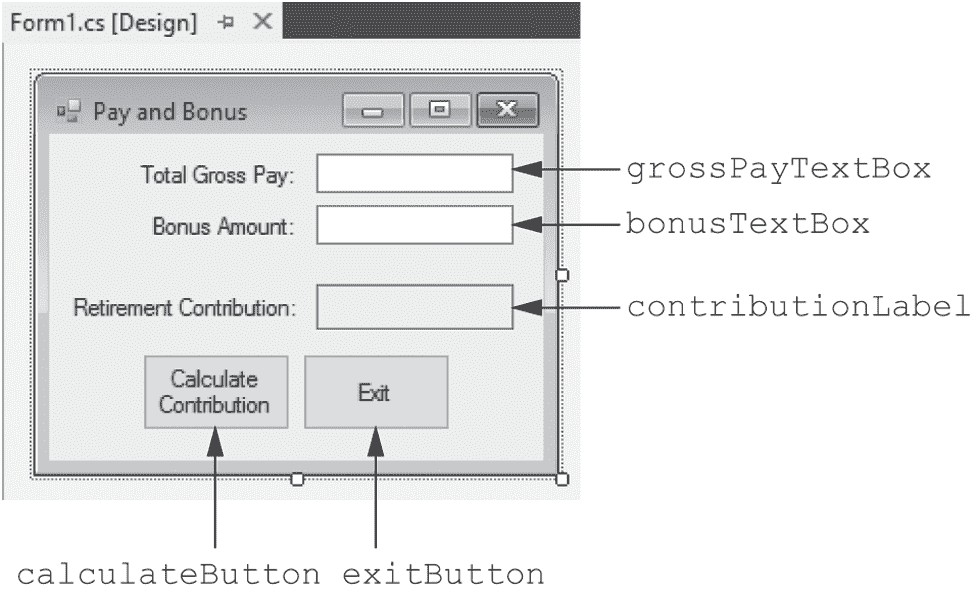 Form1.cs [Design]
Pay and Bonus
Total Gross Pay:
grossPayTextBox
Bonus Amount:
bonusTextBox
Retirement Contribution:
contributionLabel
Calculate
Contribution
Exit
calculateButton
exitButton